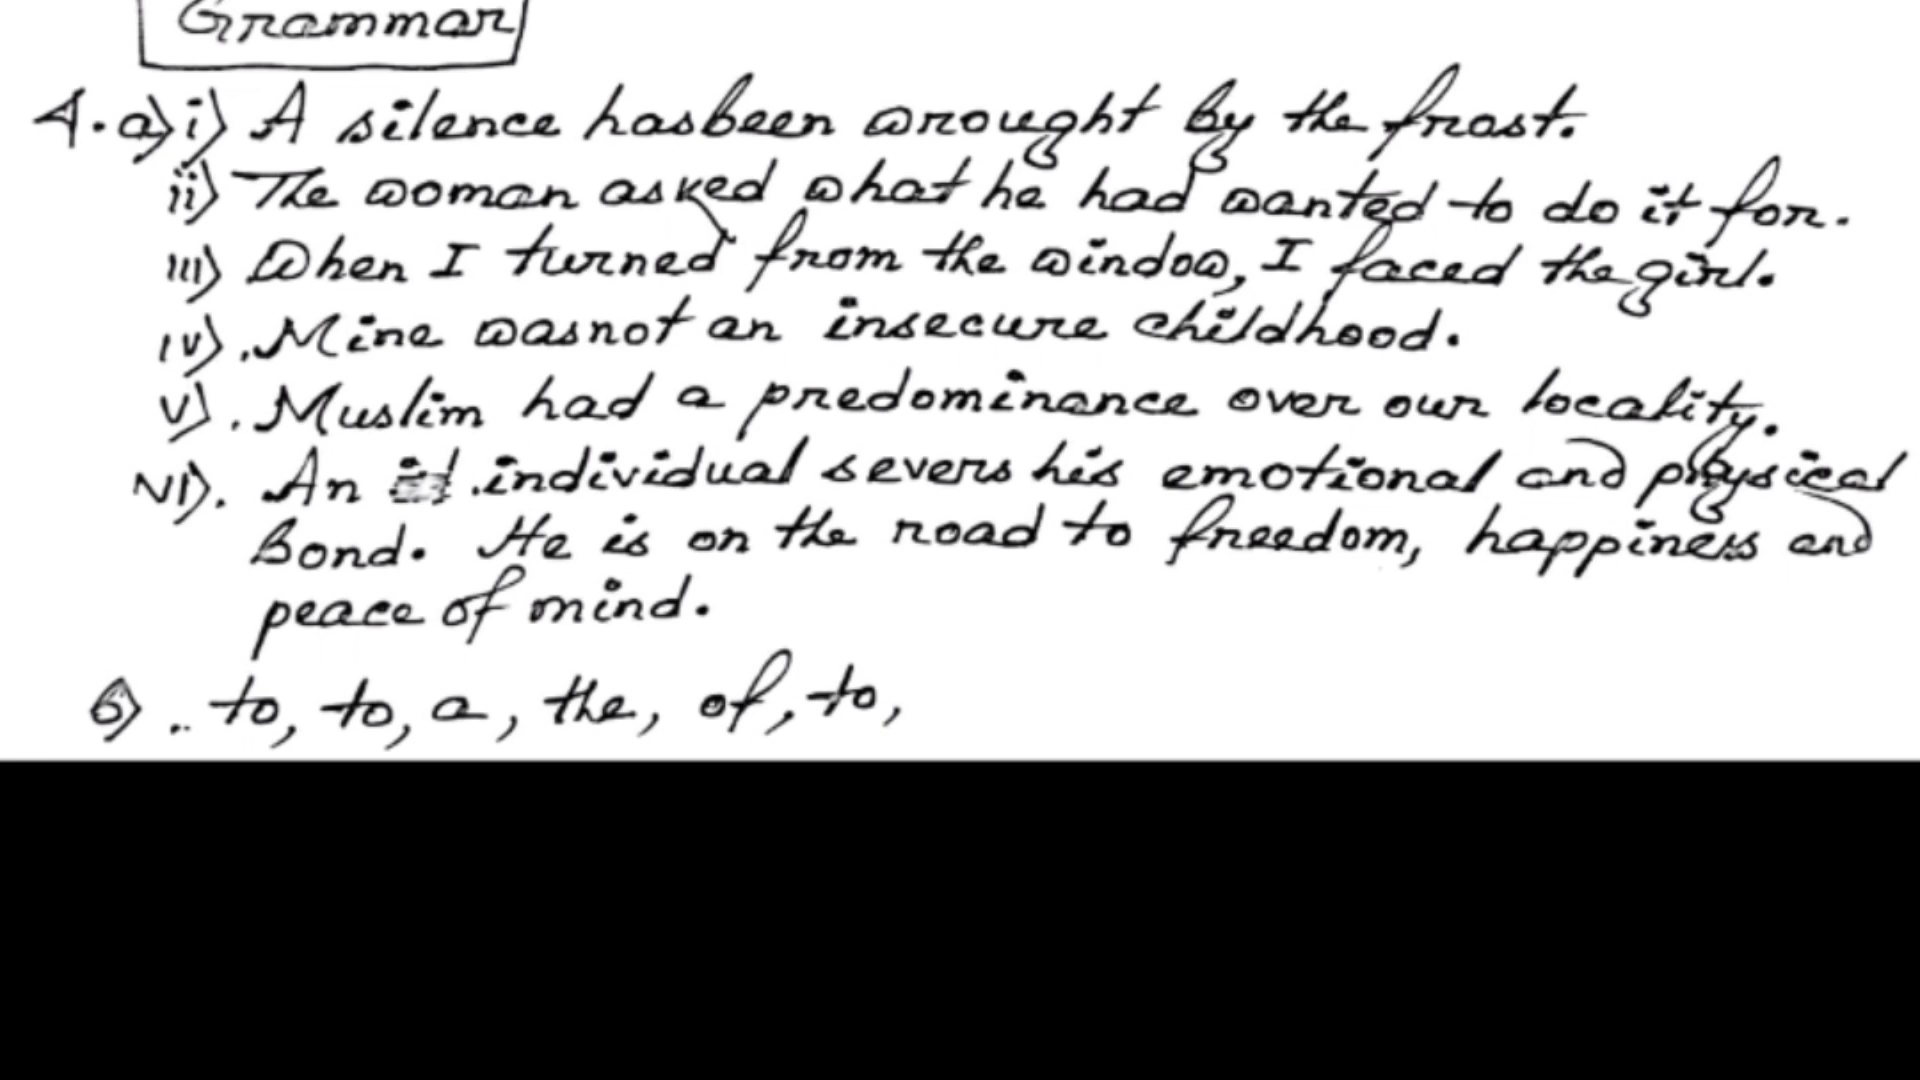 Grammar
4. a) i) A silence hasbeen wrought by the frost.
ii) The woman asked what he had wanted to do it for.
iii) When I turned from the window, I faced the girl.
iv). Mine wasnot an insecure childhood.
v). Muslim had a predominance over our locality.
vi). An individual severs his emotional and physical
Bond. He is on the road to freedom, happiness and
peace of mind.
b) .. to, to, a, the, of, to,